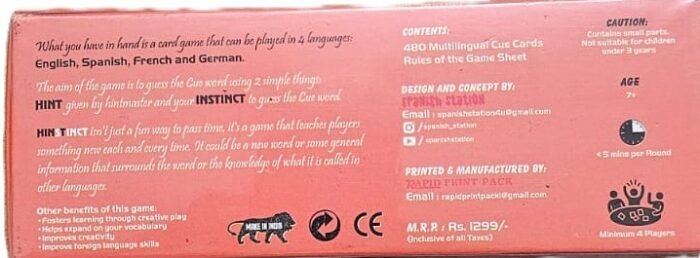 What you have in hand is a card game that can be played in 4 languages:
English, Spanish, French and German.
The aim of the game is to guess the Cue word using 2 simple things:
HINT given by hintmaster and your INSTINCT to guess the Cue word.
HINSTINCT isn't just a fun way to pass time, it's a game that teaches players
something new each and every time. It could be a new word or some general
information that surrounds the word or the knowledge of what it is called in
other languages.
Other benefits of this game:
•Fosters learning through creative play
•Helps expand on your vocabulary
•Improves creativity
•Improve foreign language skills
MAKE IN INDIA
CE
CONTENTS:
480 Multilingual Cue Cards
Rules of the Game Sheet
DESIGN AND CONCEPT BY:
Spanish Station
Email : spanishstation4u@gmail.com
/spanish_station
/spanishstation
PRINTED & MANUFACTURED BY:
RAPID PRINT PACK
Email : rapidprintpack1@gmail.com
M.R.P.: Rs. 1299/-
(Inclusive of all Taxes)
CAUTION:
Contains small parts.
Not suitable for children
under 3 years
AGE
7+
<5 mins per Round
Minimum 4 Players